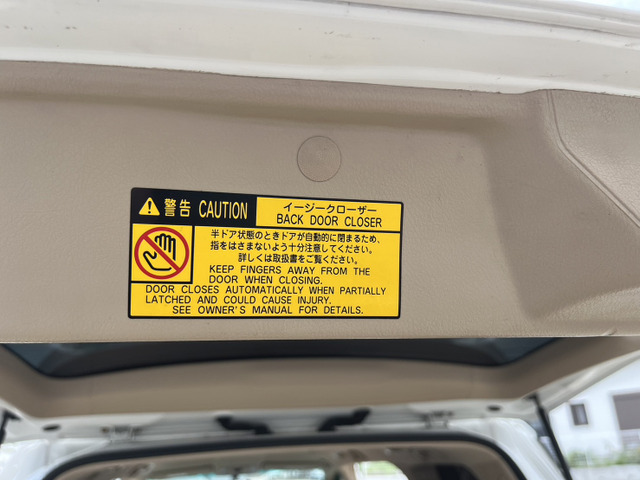 警告 CAUTION
イージークローザー
BACK DOOR CLOSER
半ドア状態のときドアが自動的に閉まるため、
指をはさまないよう十分注意してください。
詳しくは取扱書をご覧ください。
KEEP FINGERS AWAY FROM THE
DOOR WHEN CLOSING.
DOOR CLOSES AUTOMATICALLY WHEN PARTIALLY
LATCHED AND COULD CAUSE INJURY.
SEE OWNER'S MANUAL FOR DETAILS.